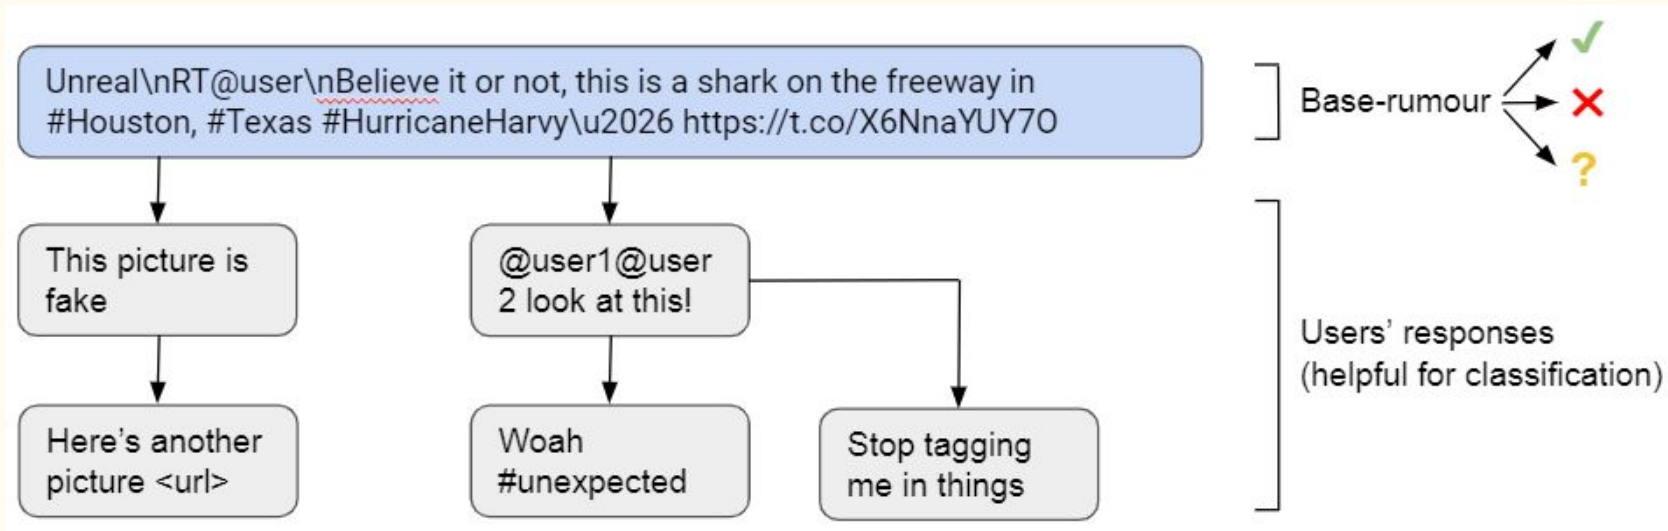 Unreal\nRT@user\nBelieve it or not, this is a shark on the freeway in
#Houston, #Texas #HurricaneHarvy\u2026 https://t.co/X6NnaYUY7O
Base-rumour
?
This picture is
fake
@user1@user
2 look at this!
Users’ responses
(helpful for classification)
Here’s another
picture <url>
Woah
#unexpected
Stop tagging
me in things